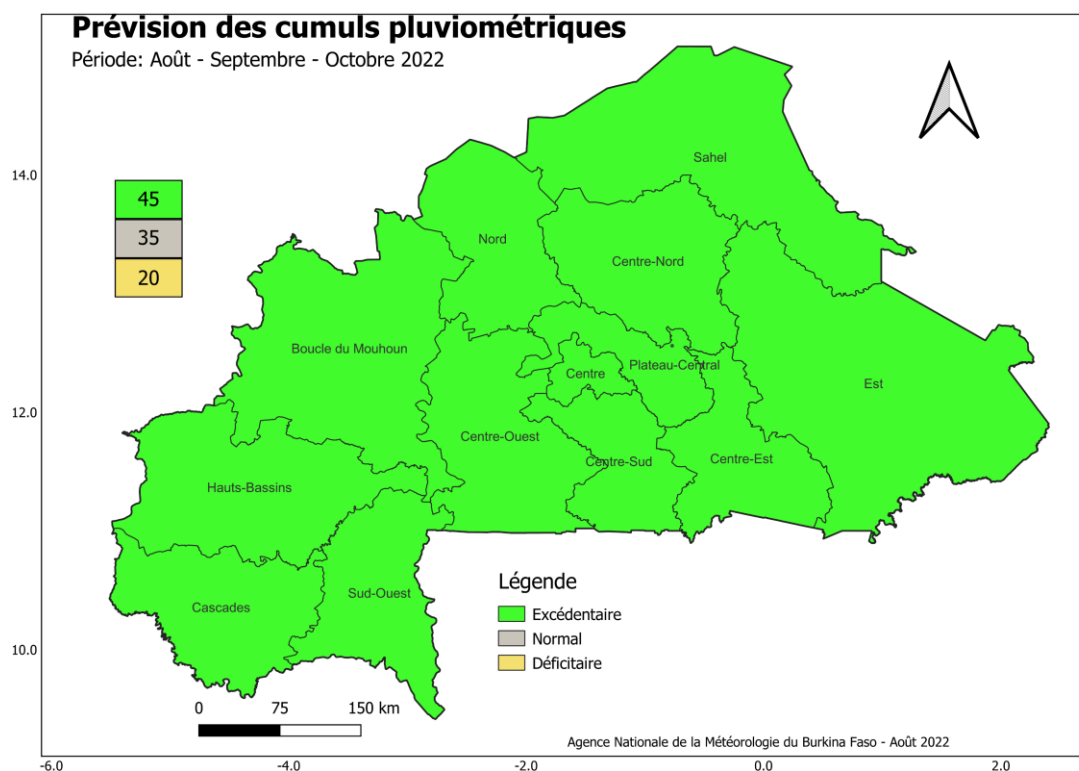 Prévision des cumuls pluviométriques
Période: Août - Septembre - Octobre 2022
14.0
12.0
10.0
45
35
20
Sahel
Nord
Centre-Nord
Boucle du Mouhoun
Centre
Plateau-Central
Est
Centre-Ouest
Centre-Sud
Centre-Est
Hauts-Bassins
Cascades
Sud-Ouest
Légende
Excédentaire
Normal
Déficitaire
0 75 150 km
Agence Nationale de la Météorologie du Burkina Faso - Août 2022
-6.0 -4.0 -2.0 0.0 2.0